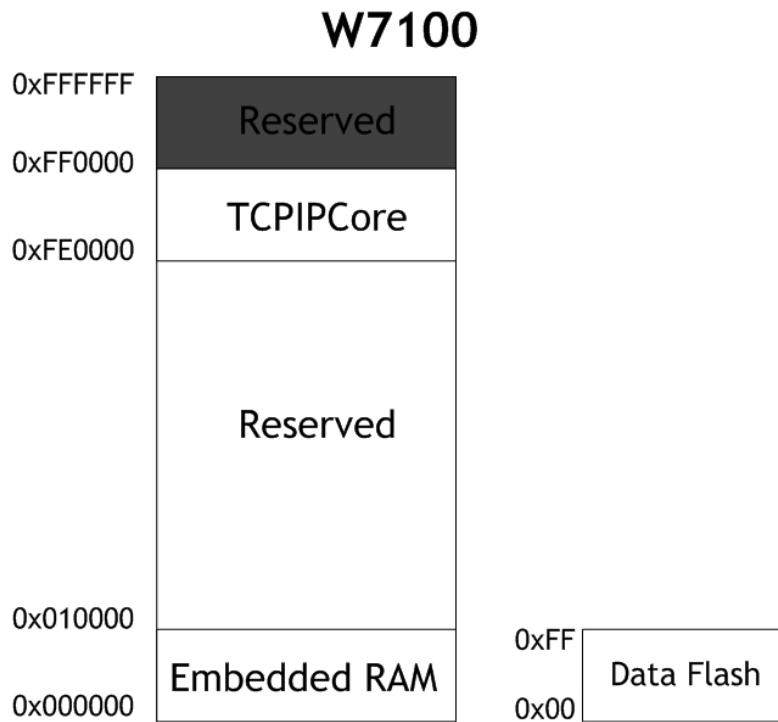 W7100
0xFFFFFF
Reserved
0xFF0000
TCPIPCore
0xFE0000
Reserved
0x010000
0xFF
Embedded RAM
Data Flash
0x000000
0x00